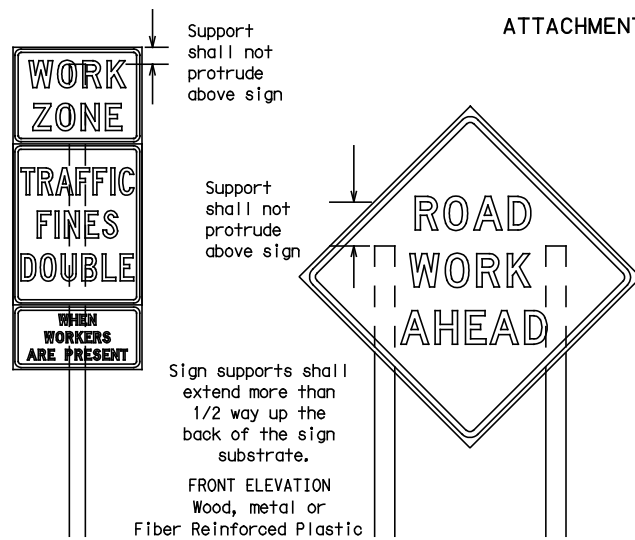 ATTACHMENT
Support
shall not
protrude
above sign
WORK
ZONE
TRAFFIC
FINES
DOUBLE
WHEN
WORKERS
ARE PRESENT
Support
shall not
protrude
above sign
ROAD
WORK
AHEAD
Sign supports shall
extend more than
1/2 way up the
back of the sign
substrate.
FRONT ELEVATION
Wood, metal or
Fiber Reinforced Plastic